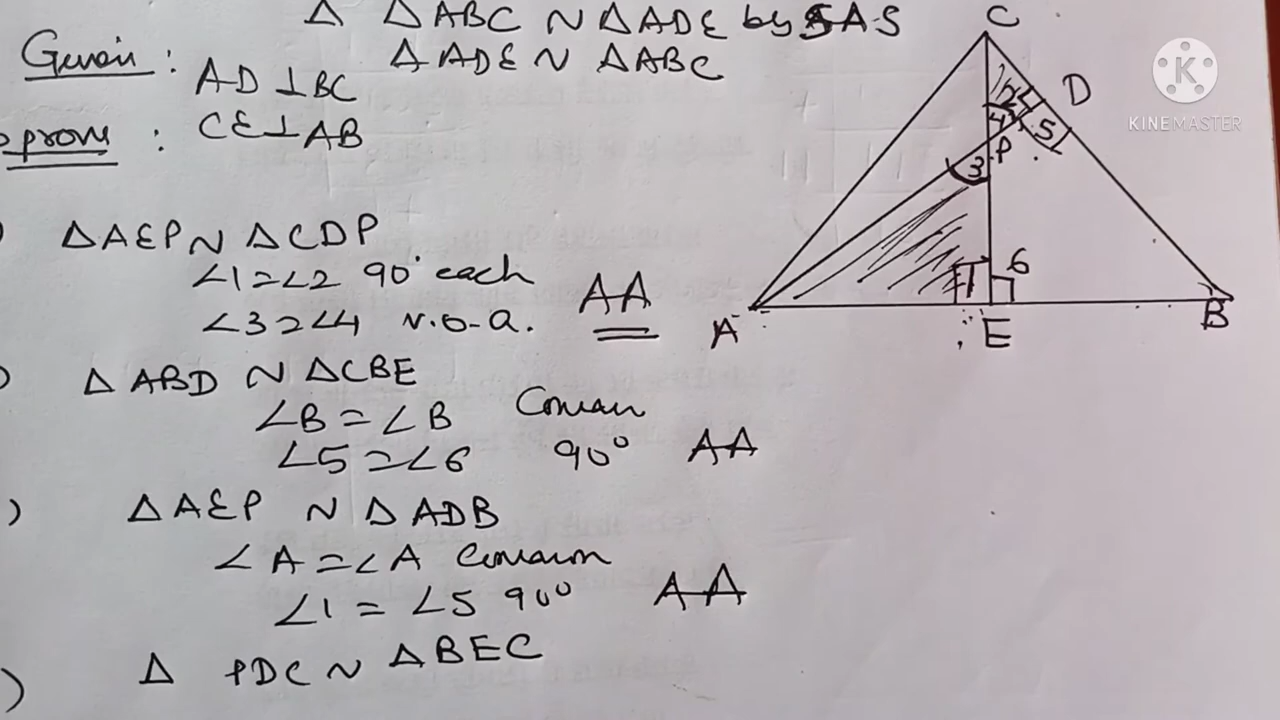 Δ ΔABC ~ ΔADE by SAS
ΔADE ~ ΔABC
Given :
AD ⊥ BC
prove :
CE ⊥ AB
ΔAEP ~ ΔCDP
∠1 = ∠2 90° each
∠3 = ∠4 v.o.a.
AA
) Δ ABD ~ ΔCBE
∠B = ∠B
∠5 = ∠6 90° AA
) ΔAEP ~ ΔADB
∠A = ∠A Common
∠1 = ∠5 90° AA
) Δ PDC ~ ΔBEC
C
D
2
4
5
P
3
1
6
A
E
B
K
KINEMASTER